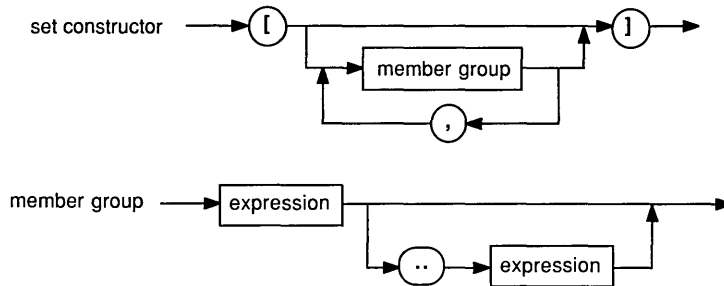 set constructor [ ]
member group
,
member group expression
.. expression